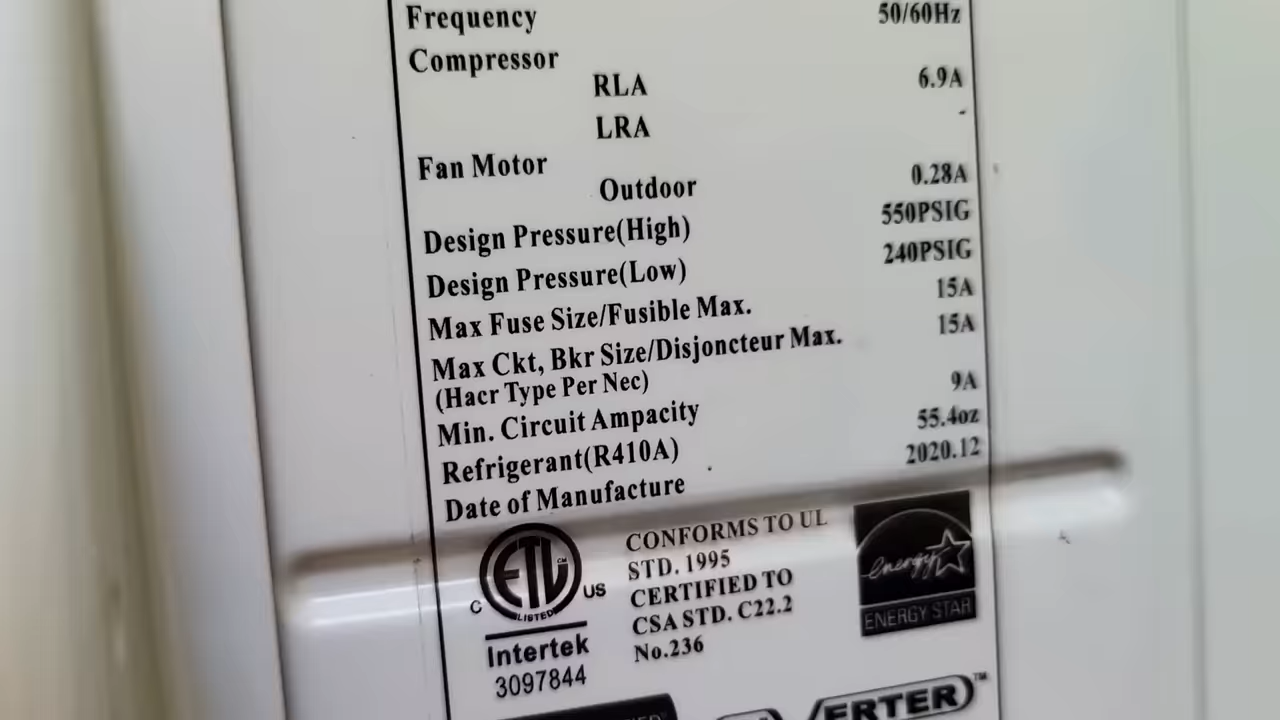 Frequency 50/60Hz
Compressor
RLA 6.9A
LRA -
Fan Motor
Outdoor 0.28A
Design Pressure(High) 550PSIG
Design Pressure(Low) 240PSIG
Max Fuse Size/Fusible Max. 15A
Max Ckt, Bkr Size/Disjoncteur Max. 15A
(Hacr Type Per Nec)
Min. Circuit Ampacity 9A
Refrigerant(R410A) 55.4oz
Date of Manufacture 2020.12
C ETL CM US
LISTED
Intertek
3097844
CONFORMS TO UL
STD. 1995
CERTIFIED TO
CSA STD. C22.2
No.236
energy
ENERGY STAR
ERTER™